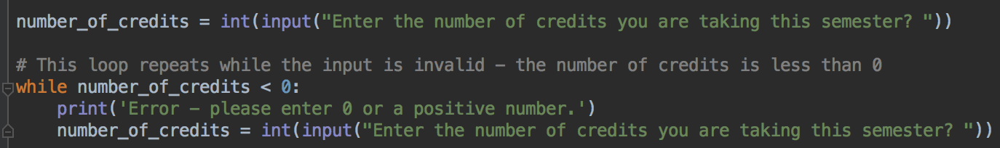 number_of_credits = int(input("Enter the number of credits you are taking this semester? "))
# This loop repeats while the input is invalid – the number of credits is less than 0
while number_of_credits < 0:
    print('Error – please enter 0 or a positive number.')
    number_of_credits = int(input("Enter the number of credits you are taking this semester? "))